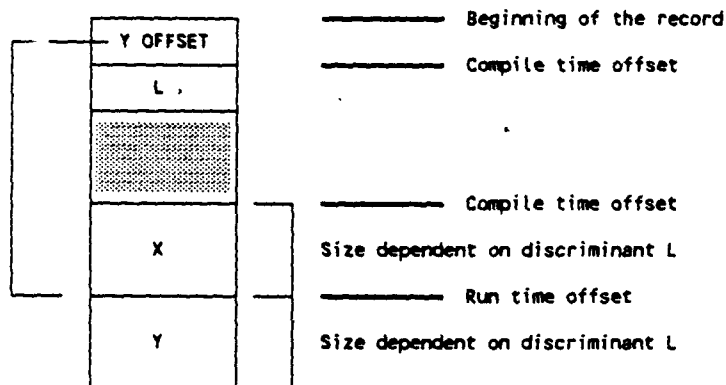 Beginning of the record
Y OFFSET
Compile time offset
L
Compile time offset
X
Size dependent on discriminant L
Run time offset
Y
Size dependent on discriminant L